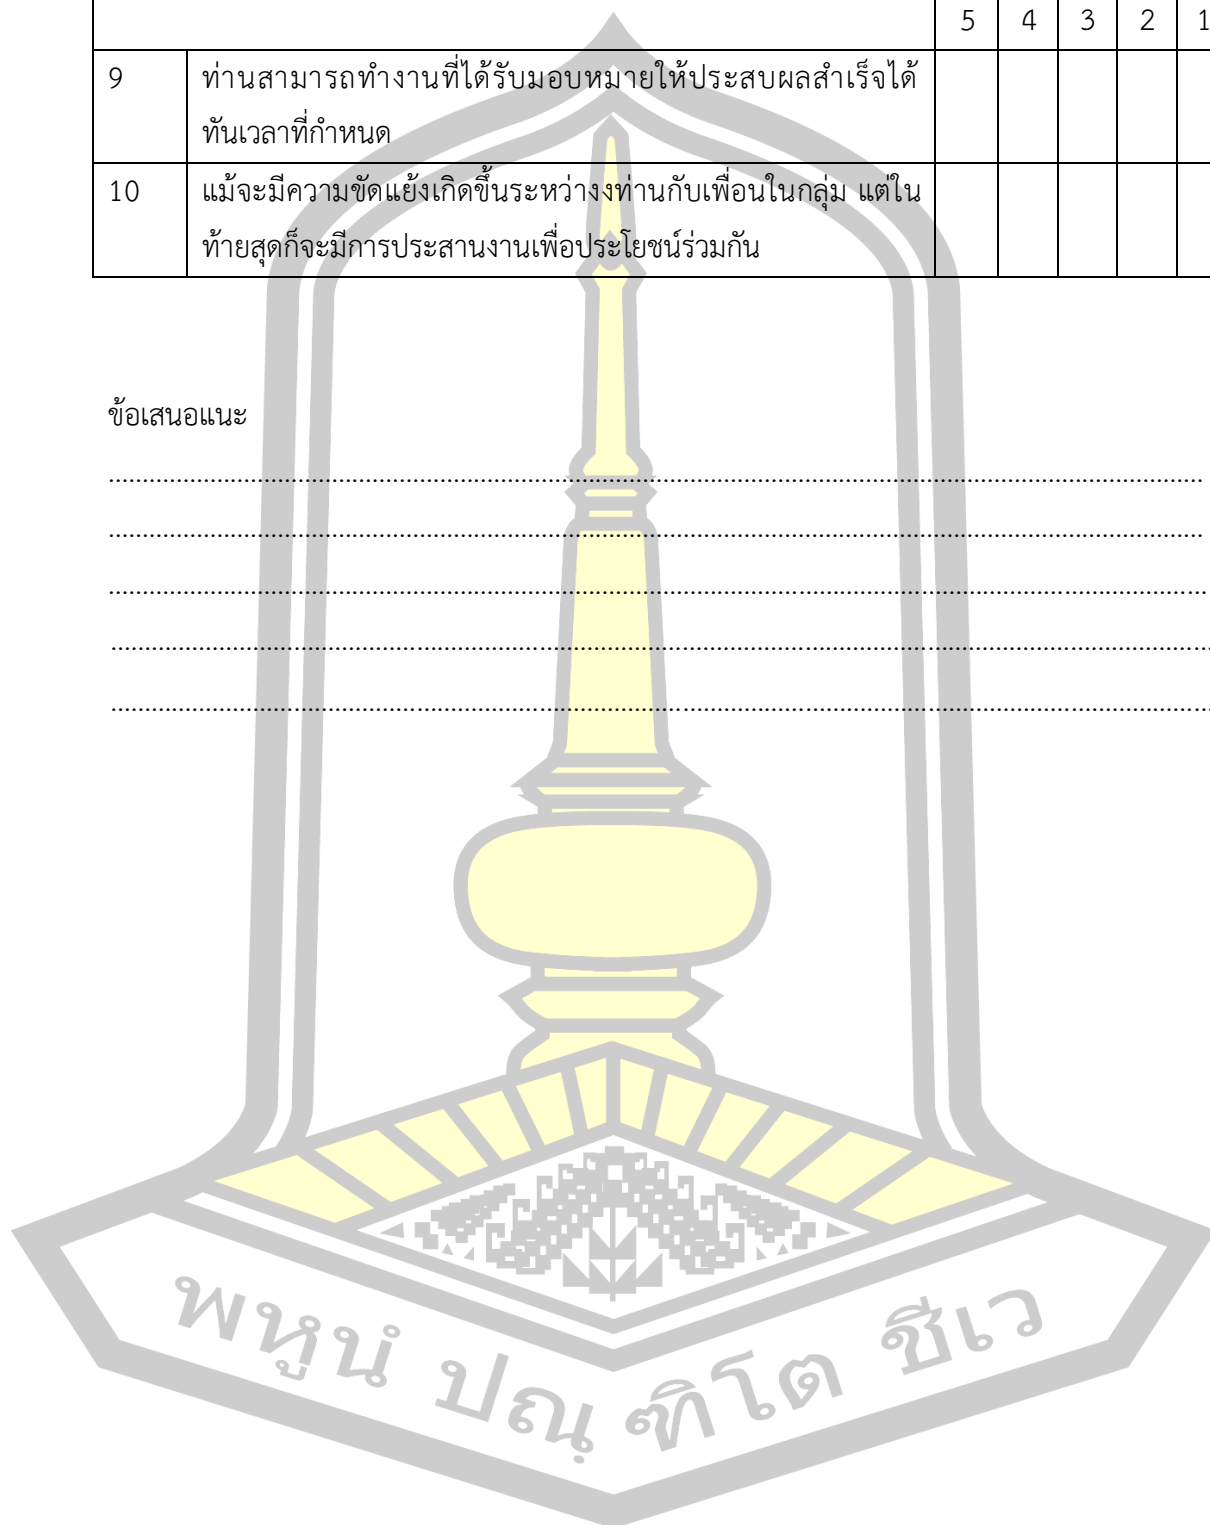 5 4 3 2 1
9 ท่านสามารถทำงานที่ได้รับมอบหมายให้ประสบผลสำเร็จได้
ทันเวลาที่กำหนด
10 แม้จะมีความขัดแย้งเกิดขึ้นระหว่างงท่านกับเพื่อนในกลุ่ม แต่ใน
ท้ายสุดก็จะมีการประสานงานเพื่อประโยชน์ร่วมกัน
ข้อเสนอแนะ
พหูนํ ปณฺฑิโต ชีเว